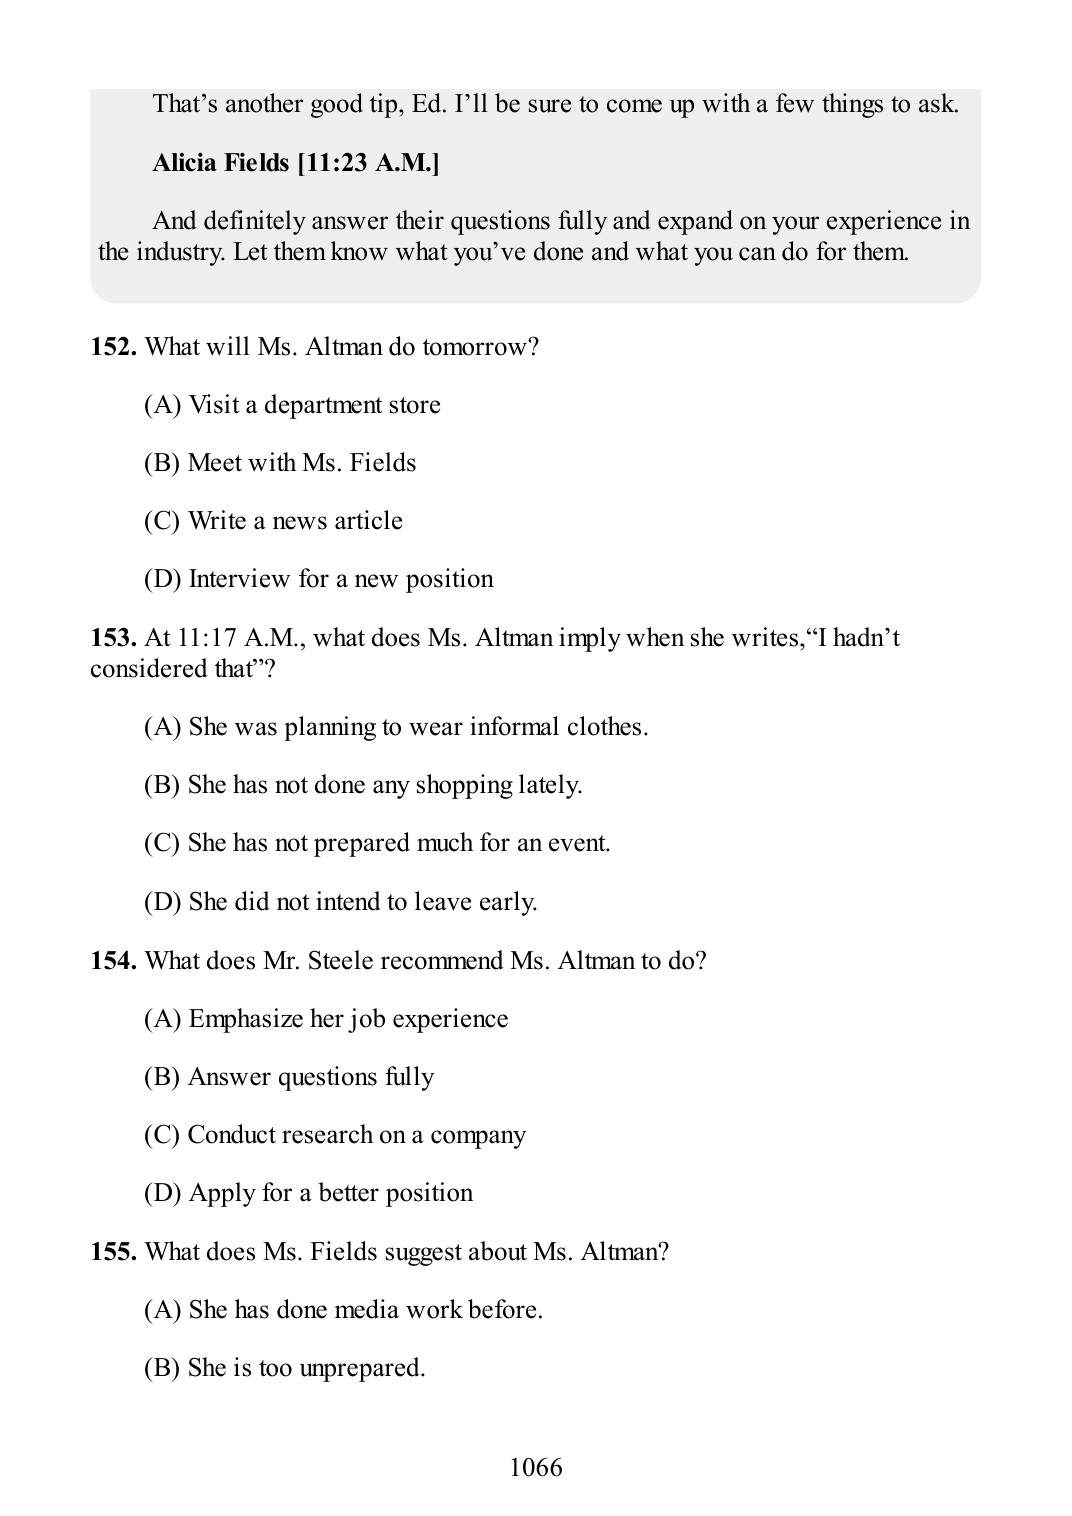 That’s another good tip, Ed. I’ll be sure to come up with a few things to ask.
Alicia Fields [11:23 A.M.]
And definitely answer their questions fully and expand on your experience in
the industry. Let them know what you’ve done and what you can do for them.
152. What will Ms. Altman do tomorrow?
(A) Visit a department store
(B) Meet with Ms. Fields
(C) Write a news article
(D) Interview for a new position
153. At 11:17 A.M., what does Ms. Altman imply when she writes,“I hadn’t
considered that”?
(A) She was planning to wear informal clothes.
(B) She has not done any shopping lately.
(C) She has not prepared much for an event.
(D) She did not intend to leave early.
154. What does Mr. Steele recommend Ms. Altman to do?
(A) Emphasize her job experience
(B) Answer questions fully
(C) Conduct research on a company
(D) Apply for a better position
155. What does Ms. Fields suggest about Ms. Altman?
(A) She has done media work before.
(B) She is too unprepared.
1066